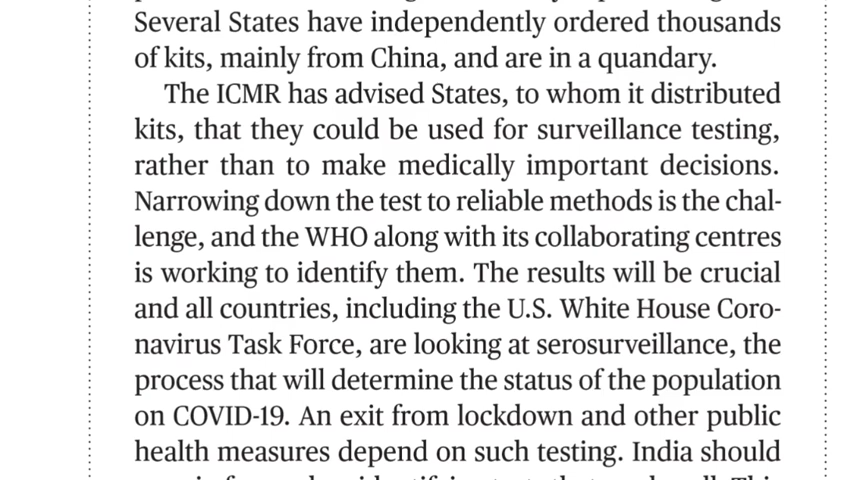 Several States have independently ordered thousands
of kits, mainly from China, and are in a quandary.
The ICMR has advised States, to whom it distributed
kits, that they could be used for surveillance testing,
rather than to make medically important decisions.
Narrowing down the test to reliable methods is the chal-
lenge, and the WHO along with its collaborating centres
is working to identify them. The results will be crucial
and all countries, including the U.S. White House Coro-
navirus Task Force, are looking at serosurveillance, the
process that will determine the status of the population
on COVID-19. An exit from lockdown and other public
health measures depend on such testing. India should